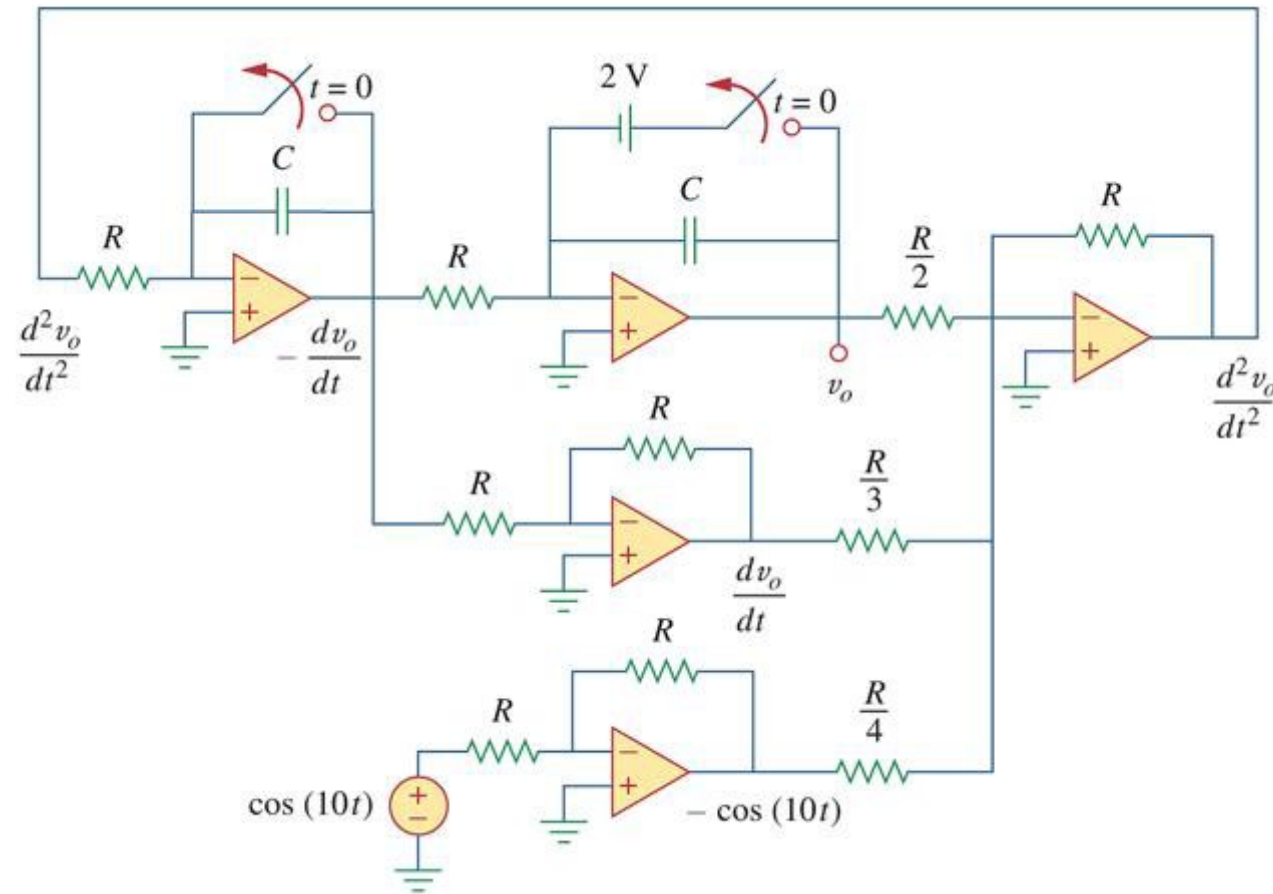 2 V
t = 0
t = 0
C
C
R
R
R
R/2
− +
− +
− +
d²vₒ/dt²
− dvₒ/dt
vₒ
d²vₒ/dt²
R
R
R/3
− +
dvₒ/dt
R
R
R/4
− +
cos (10t)
+ −
− cos (10t)